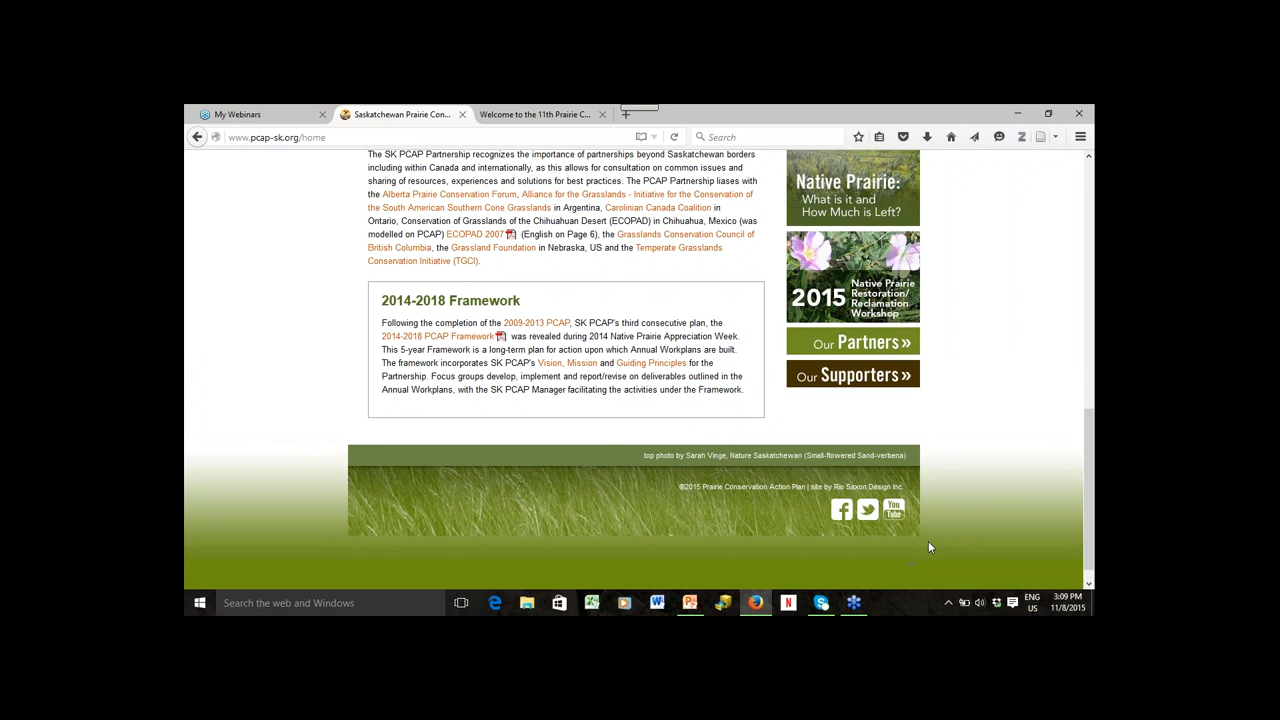 My Webinars
Saskatchewan Prairie Con...
Welcome to the 11th Prairie C...
www.pcap-sk.org/home
Search
The SK PCAP Partnership recognizes the importance of partnerships beyond Saskatchewan borders
including within Canada and internationally, as this allows for consultation on common issues and
sharing of resources, experiences and solutions for best practices. The PCAP Partnership liases with
the Alberta Prairie Conservation Forum, Alliance for the Grasslands - Initiative for the Conservation of
the South American Southern Cone Grasslands in Argentina, Carolinian Canada Coalition in
Ontario, Conservation of Grasslands of the Chihuahuan Desert (ECOPAD) in Chihuahua, Mexico (was
modelled on PCAP) ECOPAD 2007 (English on Page 6), the Grasslands Conservation Council of
British Columbia, the Grassland Foundation in Nebraska, US and the Temperate Grasslands
Conservation Initiative (TGCI).
2014-2018 Framework
Following the completion of the 2009-2013 PCAP, SK PCAP's third consecutive plan, the
2014-2018 PCAP Framework was revealed during 2014 Native Prairie Appreciation Week.
This 5-year Framework is a long-term plan for action upon which Annual Workplans are built.
The framework incorporates SK PCAP's Vision, Mission and Guiding Principles for the
Partnership. Focus groups develop, implement and report/revise on deliverables outlined in the
Annual Workplans, with the SK PCAP Manager facilitating the activities under the Framework.
Native Prairie:
What is it and
How Much is Left?
2015 Native Prairie
Restoration/
Reclamation
Workshop
Our Partners»
Our Supporters»
top photo by Sarah Vinge, Nature Saskatchewan (Small-flowered Sand-verbena)
©2015 Prairie Conservation Action Plan | site by Rio Saxon Design Inc.
You
Tube
Search the web and Windows
ENG
US
3:09 PM
11/8/2015